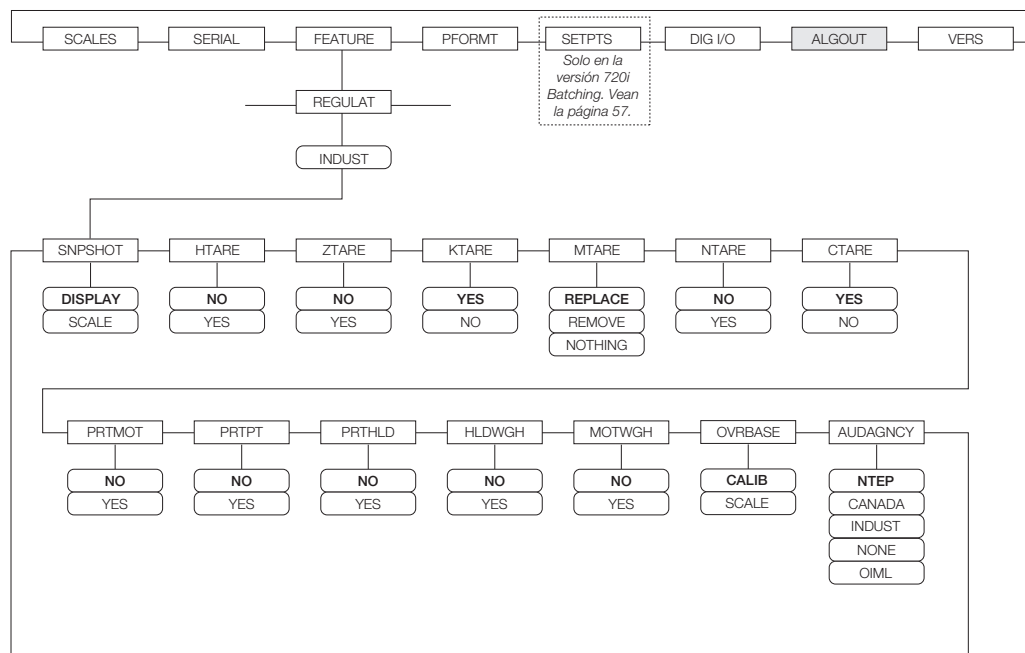 SCALES SERIAL FEATURE PFORMT SETPTS DIG I/O ALGOUT VERS
Solo en la
versión 720i
Batching. Vean
la página 57.
REGULAT
INDUST
SNPSHOT HTARE ZTARE KTARE MTARE NTARE CTARE
DISPLAY NO NO YES REPLACE NO YES
SCALE YES YES NO REMOVE YES NO
NOTHING
PRTMOT PRTPT PRTHLD HLDWGH MOTWGH OVRBASE AUDAGNCY
NO NO NO NO NO CALIB NTEP
YES YES YES YES YES SCALE CANADA
INDUST
NONE
OIML